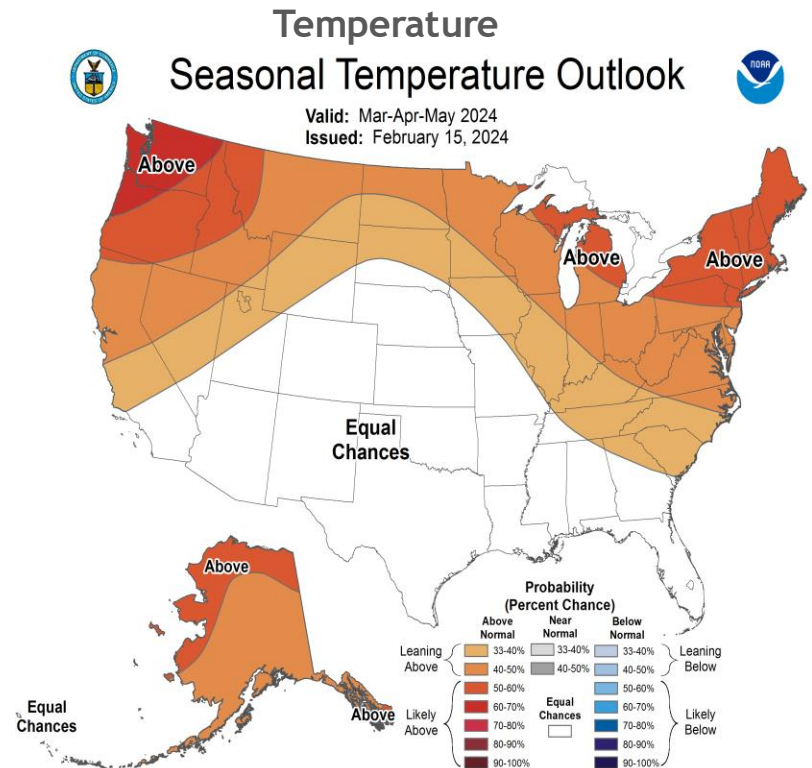 Temperature
Seasonal Temperature Outlook
NOAA
Valid: Mar-Apr-May 2024
Issued: February 15, 2024
Above
Above
Above
Equal
Chances
Above
Above
Equal
Chances
Probability
(Percent Chance)
Above
Normal
Near
Normal
Below
Normal
Leaning
Above
33-40%
33-40%
33-40%
Leaning
Below
40-50%
40-50%
40-50%
Likely
Above
50-60%
60-70%
70-80%
80-90%
90-100%
Equal
Chances
50-60%
60-70%
70-80%
80-90%
90-100%
Likely
Below